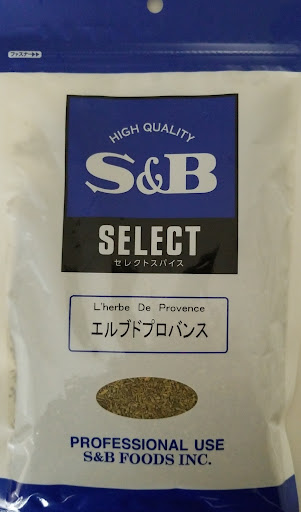 ファスナー▶▶
HIGH QUALITY
S&B
SELECT
セレクトスパイス
L'herbe De Provence
エルブドプロバンス
PROFESSIONAL USE
S&B FOODS INC.